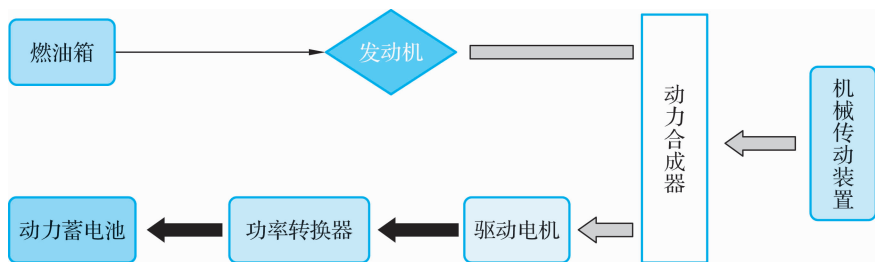 燃油箱
发动机
动力合成器
机械传动装置
动力蓄电池
功率转换器
驱动电机